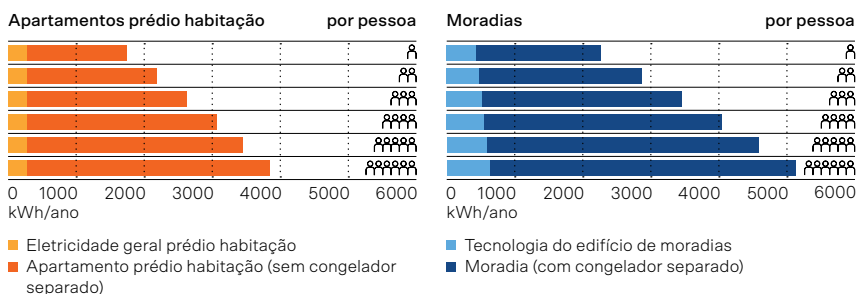 Apartamentos prédio habitação por pessoa
0 1000 2000 3000 4000 5000 6000
kWh/ano
Eletricidade geral prédio habitação
Apartamento prédio habitação (sem congelador
separado)
Moradias por pessoa
0 1000 2000 3000 4000 5000 6000
kWh/ano
Tecnologia do edifício de moradias
Moradia (com congelador separado)